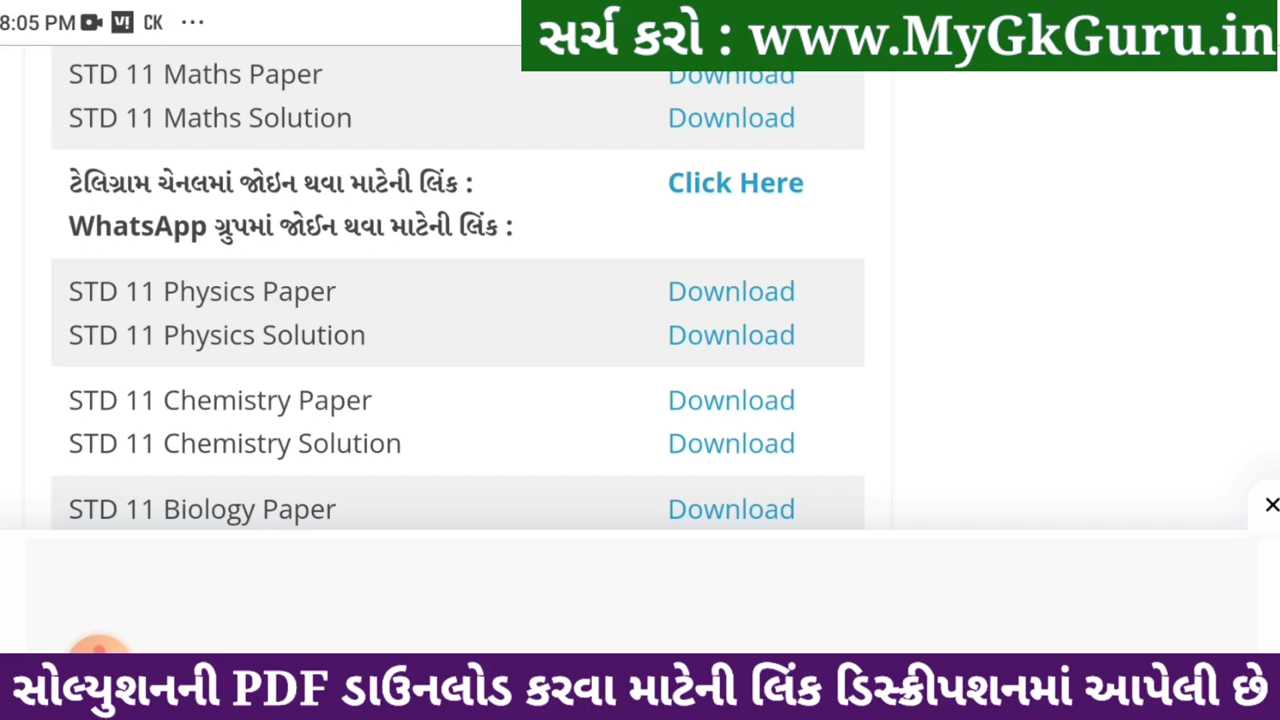 8:05 PM V! CK ...
સર્ચ કરો : www.MyGkGuru.in
STD 11 Maths Paper Download
STD 11 Maths Solution Download
ટેલિગ્રામ ચેનલમાં જોઇન થવા માટેની લિંક : Click Here
WhatsApp ગ્રુપમાં જોઈન થવા માટેની લિંક :
STD 11 Physics Paper Download
STD 11 Physics Solution Download
STD 11 Chemistry Paper Download
STD 11 Chemistry Solution Download
STD 11 Biology Paper Download
સોલ્યુશનની PDF ડાઉનલોડ કરવા માટેની લિંક ડિસ્ક્રીપશનમાં આપેલી છે